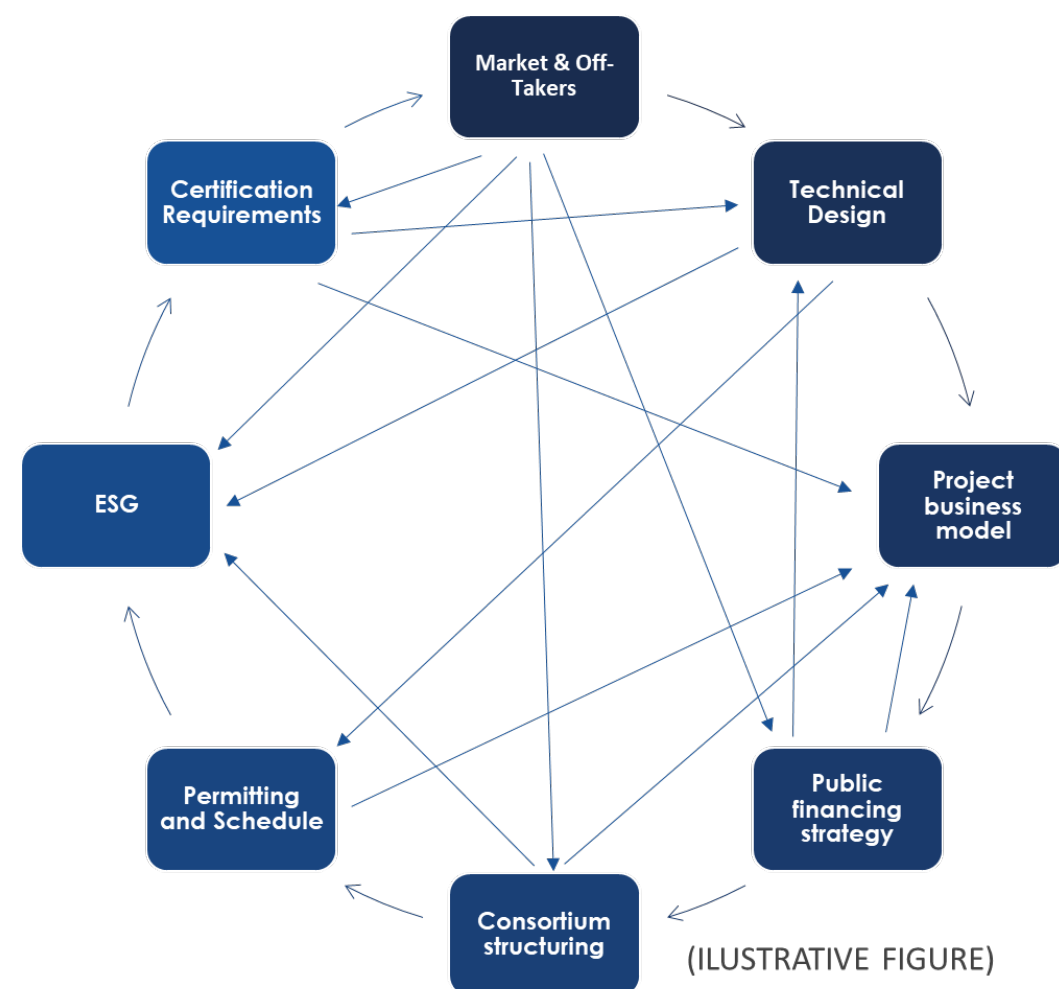 Market & Off-
Takers
Certification
Requirements
Technical
Design
ESG
Project
business
model
Permitting
and Schedule
Public
financing
strategy
Consortium
structuring
(ILUSTRATIVE FIGURE)